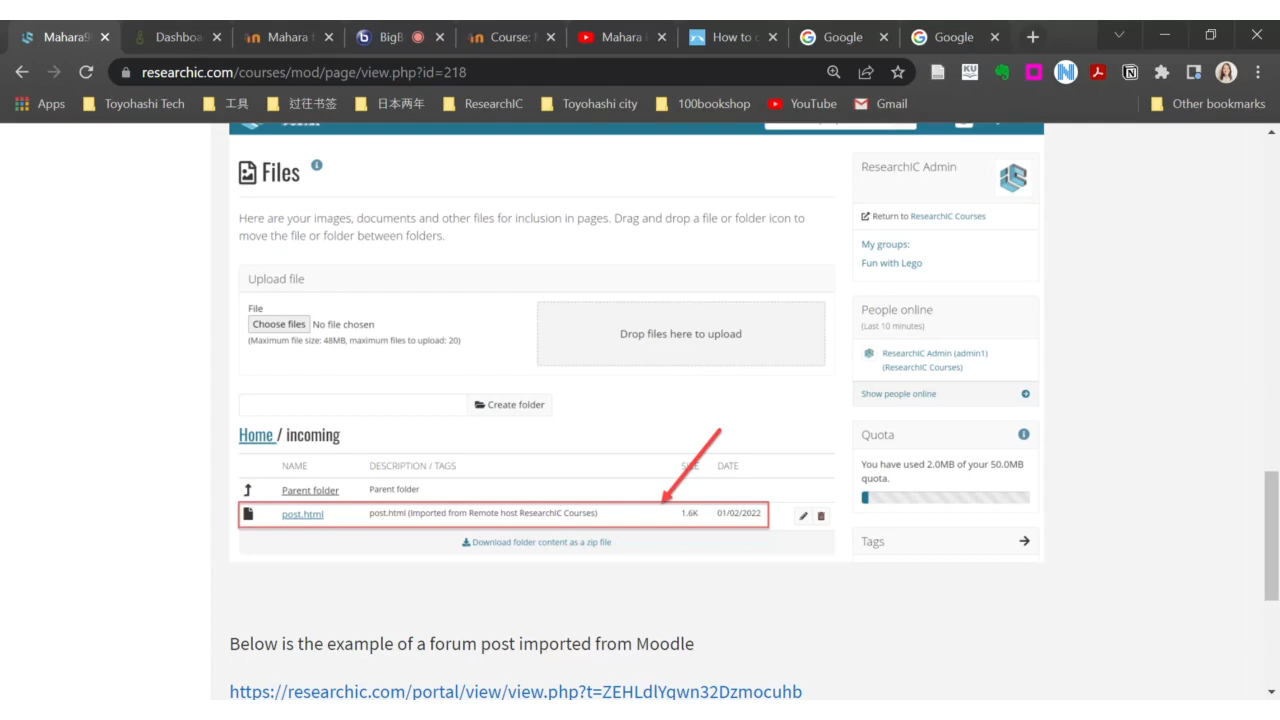 Mahara9
Dashboa
Mahara
BigB
Course:
Mahara
How to
Google
Google
researchic.com/courses/mod/page/view.php?id=218
Apps
Toyohashi Tech
工具
过往书签
日本两年
ResearchIC
Toyohashi city
100bookshop
YouTube
Gmail
Other bookmarks
Files
Here are your images, documents and other files for inclusion in pages. Drag and drop a file or folder icon to
move the file or folder between folders.
Upload file
File
Choose files No file chosen
(Maximum file size: 48MB, maximum files to upload: 20)
Drop files here to upload
Create folder
Home / incoming
NAME DESCRIPTION / TAGS SIZE DATE
Parent folder Parent folder
post.html post.html (Imported from Remote host ResearchIC Courses) 1.6K 01/02/2022
Download folder content as a zip file
ResearchIC Admin
Return to ResearchIC Courses
My groups:
Fun with Lego
People online
(Last 10 minutes)
ResearchIC Admin (admin1)
(ResearchIC Courses)
Show people online
Quota
You have used 2.0MB of your 50.0MB
quota.
Tags
Below is the example of a forum post imported from Moodle
https://researchic.com/portal/view/view.php?t=ZEHLdlYqwn32Dzmocuhb